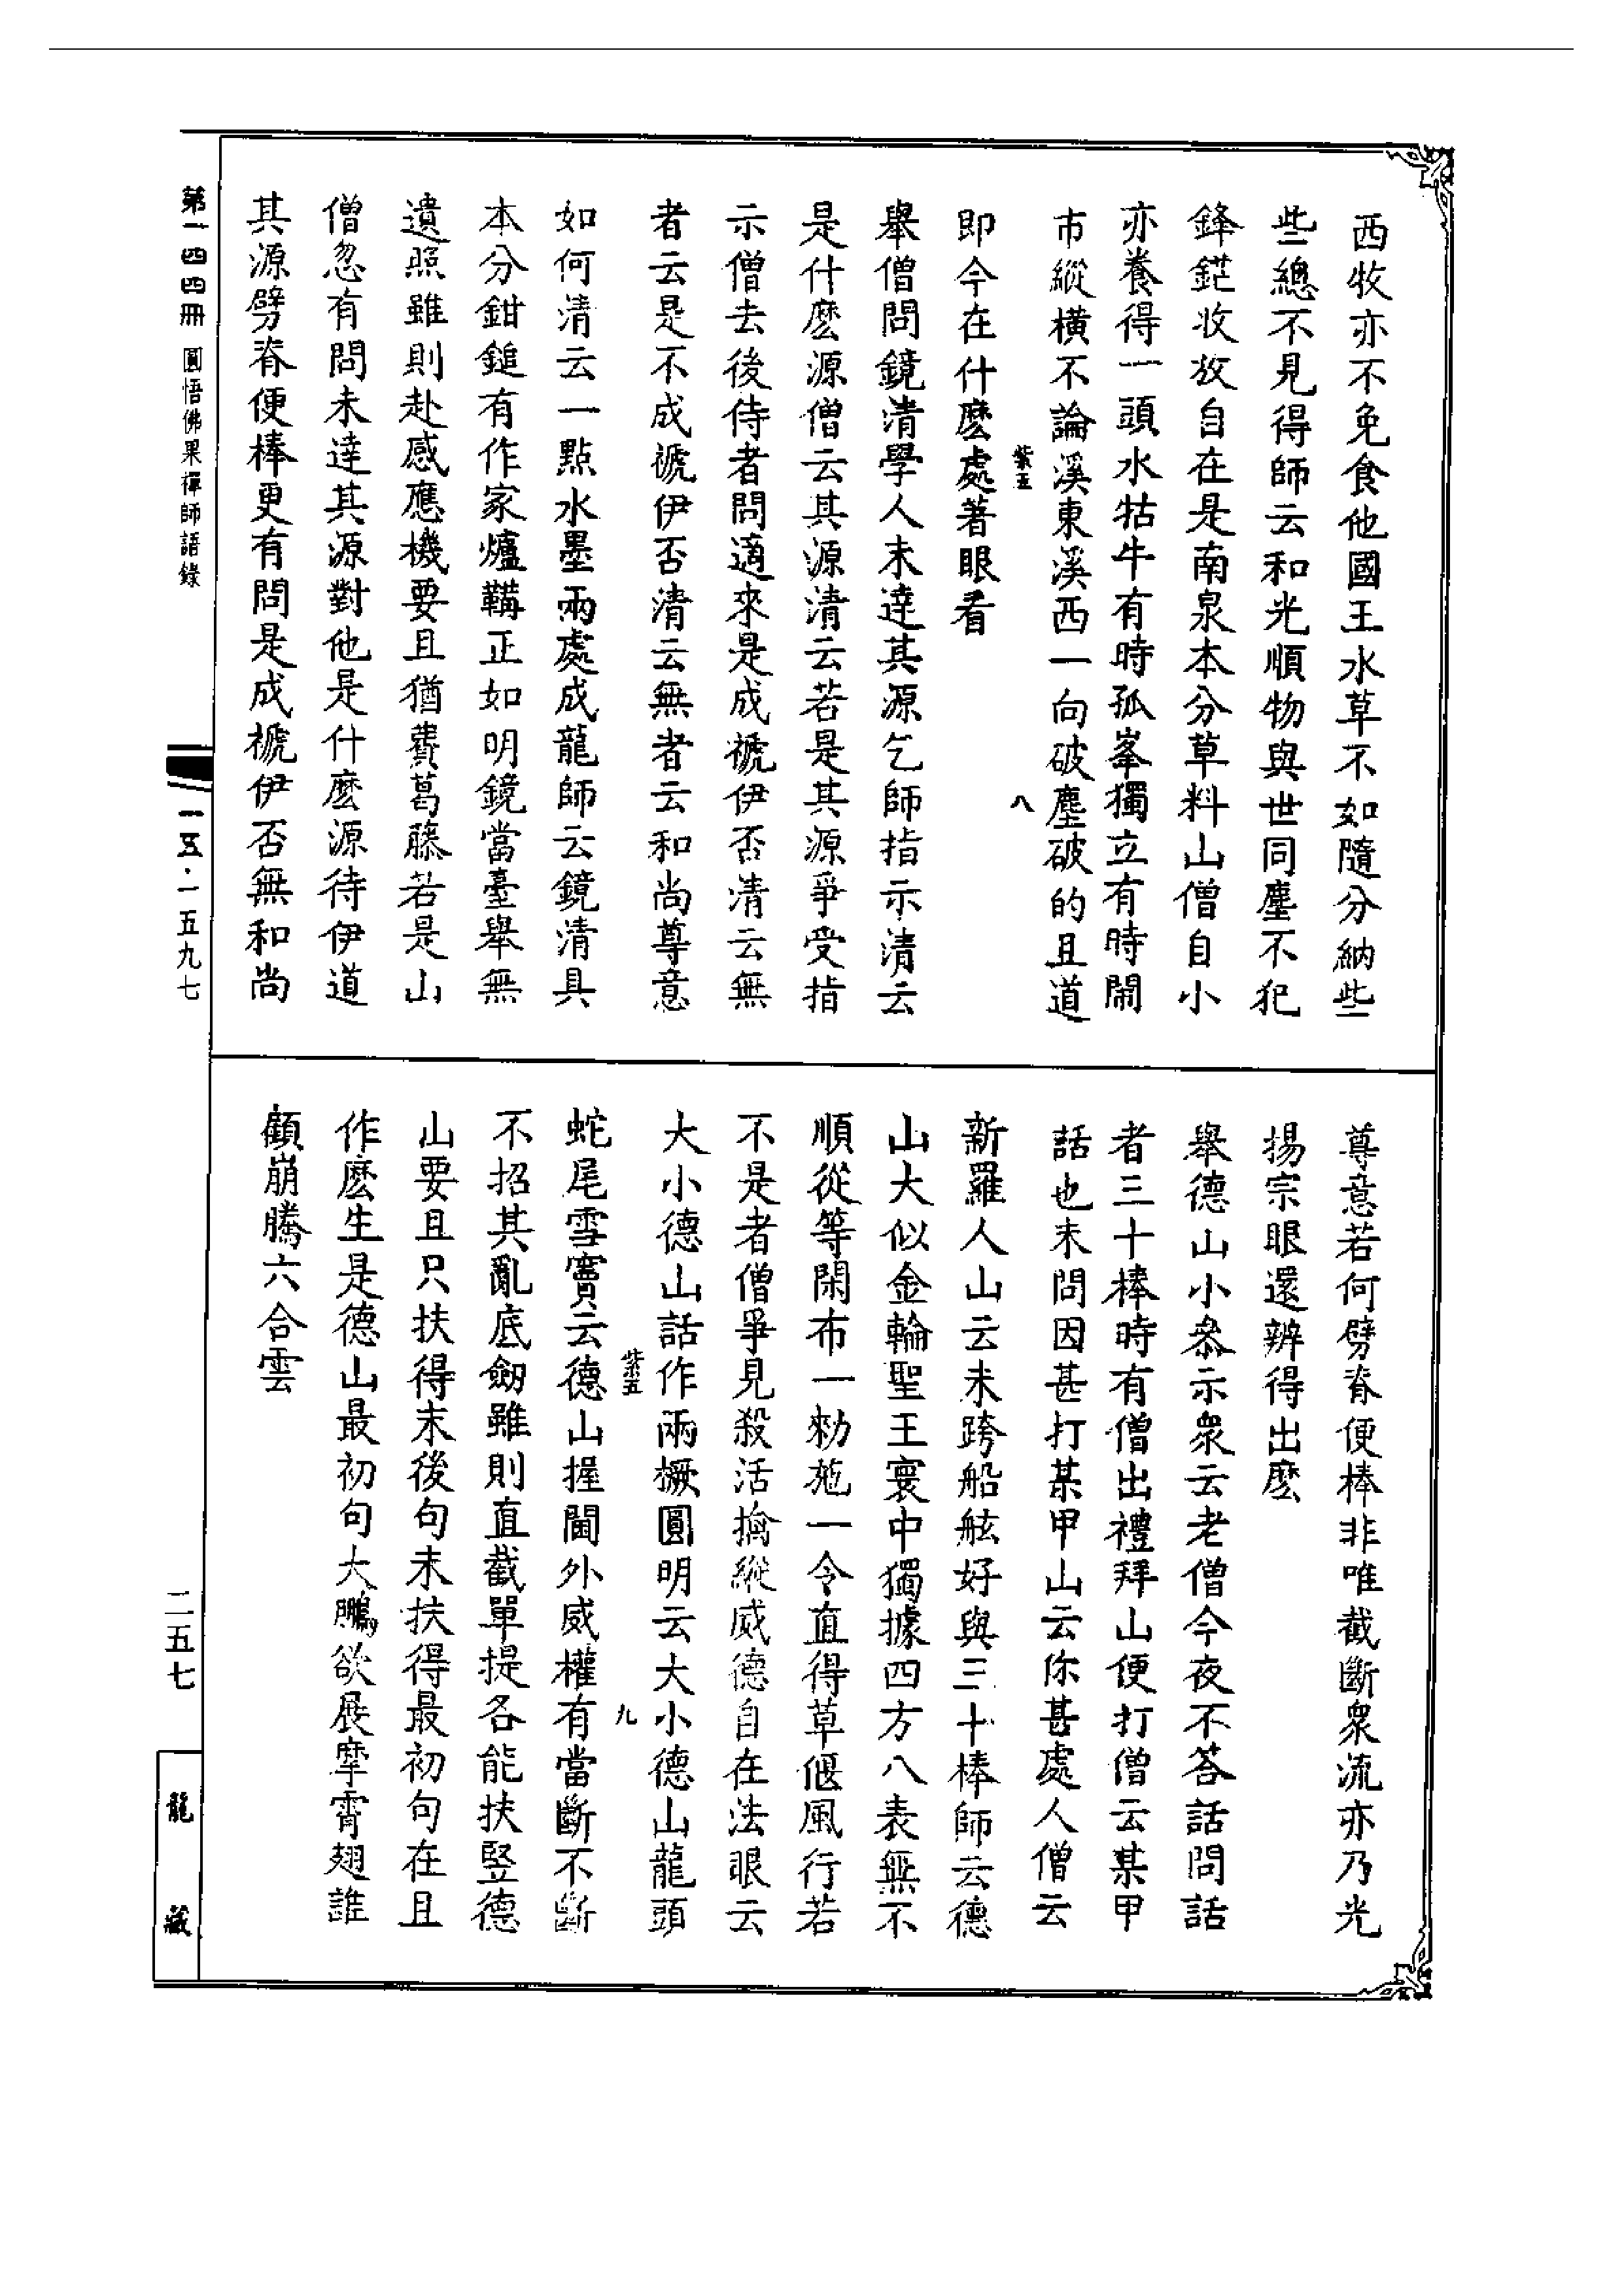 西牧亦不免食他國王水草不如隨分納些
些總不見得師云和光順物與世同塵不犯
鋒鋩收放自在是南泉本分草料山僧自小
亦養得一頭水牯牛有時孤峯獨立有時鬧
市縱橫不論溪東溪西一向破塵破的且道
紫五
八
即今在什麽處著眼看
舉僧問鏡清學人未達其源乞師指示清云
是什麽源僧云其源清云若是其源爭受指
示僧去後侍者問適來是成褫伊否清云無
者云是不成褫伊否清云無者云和尚尊意
如何清云一點水墨兩處成龍師云鏡清具
本分鉗鎚有作家爐鞴正如明鏡當臺舉無
遺照雖則赴感應機要且猶費葛藤若是山
僧忽有問未達其源對他是什麽源待伊道
其源劈脊便棒更有問是成褫伊否無和尚
尊意若何劈脊便棒非唯截斷衆流亦乃光
揚宗眼還辨得出麽
舉德山小叅示衆云老僧今夜不答話問話
者三十棒時有僧出禮拜山便打僧云某甲
話也未問因甚打某甲山云你甚處人僧云
新羅人山云未跨船舷好與三十棒師云德
山大似金輪聖王寰中獨據四方八表無不
順從等閑布一勑施一令直得草偃風行若
不是者僧爭見殺活擒縱威德自在法眼云
大小德山話作兩橛圓明云大小德山龍頭
紫五
九
蛇尾雪竇云德山握閫外威權有當斷不斷
不招其亂底劒雖則直截單提各能扶竪德
山要且只扶得末後句未扶得最初句在且
作麽生是德山最初句大鵬欲展摩霄翅誰
顧崩騰六合雲
第一四四冊 圓悟佛果禪師語錄
一五·一五九七
二五七
龍藏